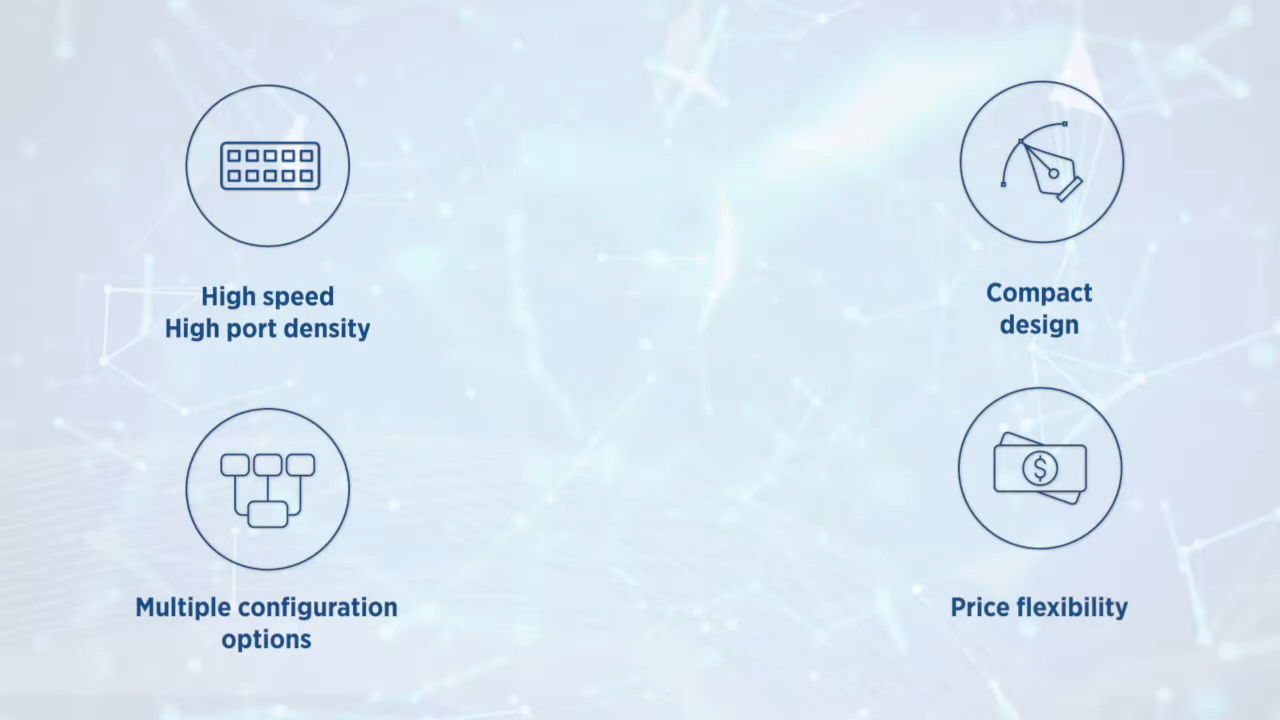 High speed
High port density
Compact
design
Multiple configuration
options
Price flexibility